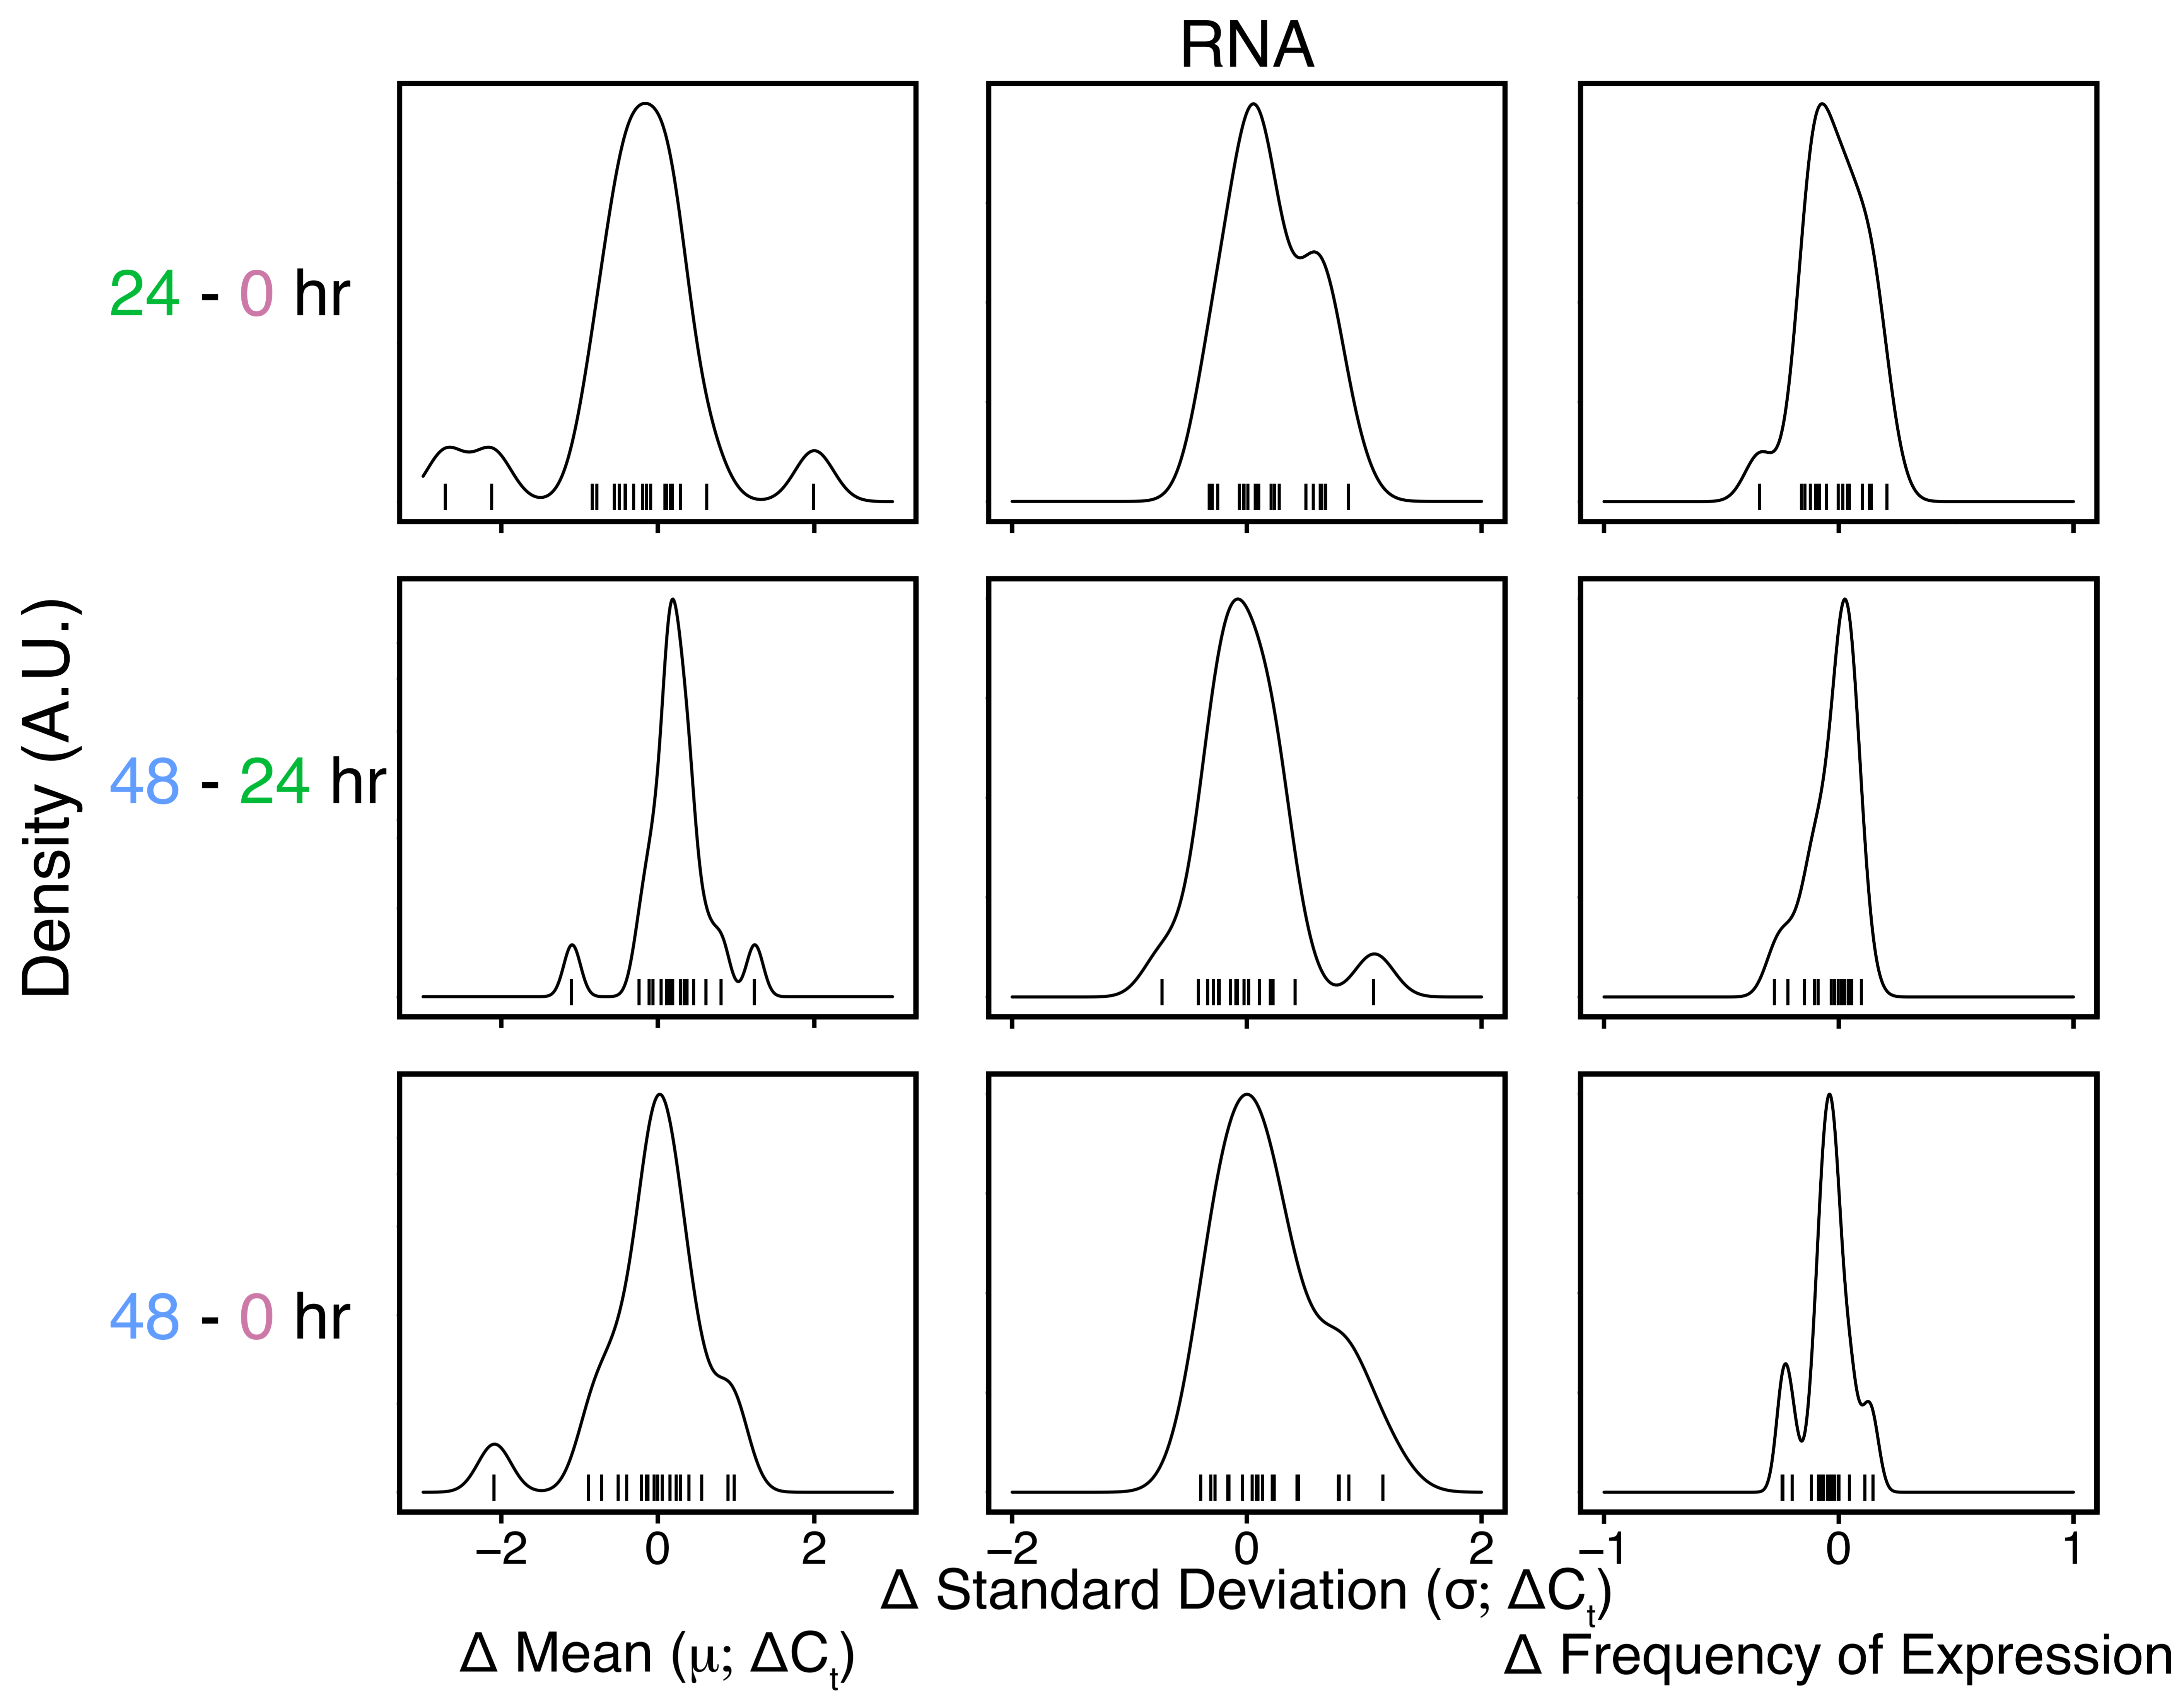 RNA
24 - 0 hr
48 - 24 hr
48 - 0 hr
Density (A.U.)
−2 0 2
−2 0 2
−1 0 1
Δ Mean (μ; ΔCt)
Δ Standard Deviation (σ; ΔCt)
Δ Frequency of Expression